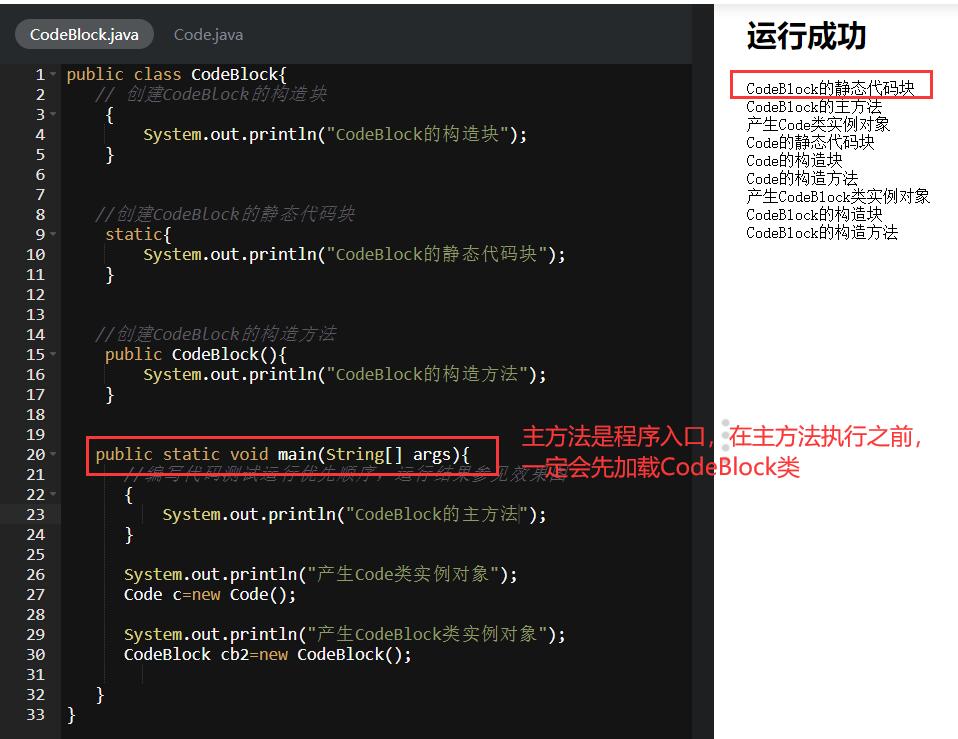 CodeBlock.java Code.java
1 public class CodeBlock{
2 // 创建CodeBlock的构造块
3 {
4 System.out.println("CodeBlock的构造块");
5 }
6
7
8 //创建CodeBlock的静态代码块
9 static{
10 System.out.println("CodeBlock的静态代码块");
11 }
12
13
14 //创建CodeBlock的构造方法
15 public CodeBlock(){
16 System.out.println("CodeBlock的构造方法");
17 }
18
19
20 public static void main(String[] args){
21 //编写代码测试运行优先顺序，运行结果参见效果图
22 {
23 System.out.println("CodeBlock的主方法");
24 }
25
26 System.out.println("产生Code类实例对象");
27 Code c=new Code();
28
29 System.out.println("产生CodeBlock类实例对象");
30 CodeBlock cb2=new CodeBlock();
31
32 }
33 }
主方法是程序入口，在主方法执行之前，
一定会先加载CodeBlock类
运行成功
CodeBlock的静态代码块
CodeBlock的主方法
产生Code类实例对象
Code的静态代码块
Code的构造块
Code的构造方法
产生CodeBlock类实例对象
CodeBlock的构造块
CodeBlock的构造方法